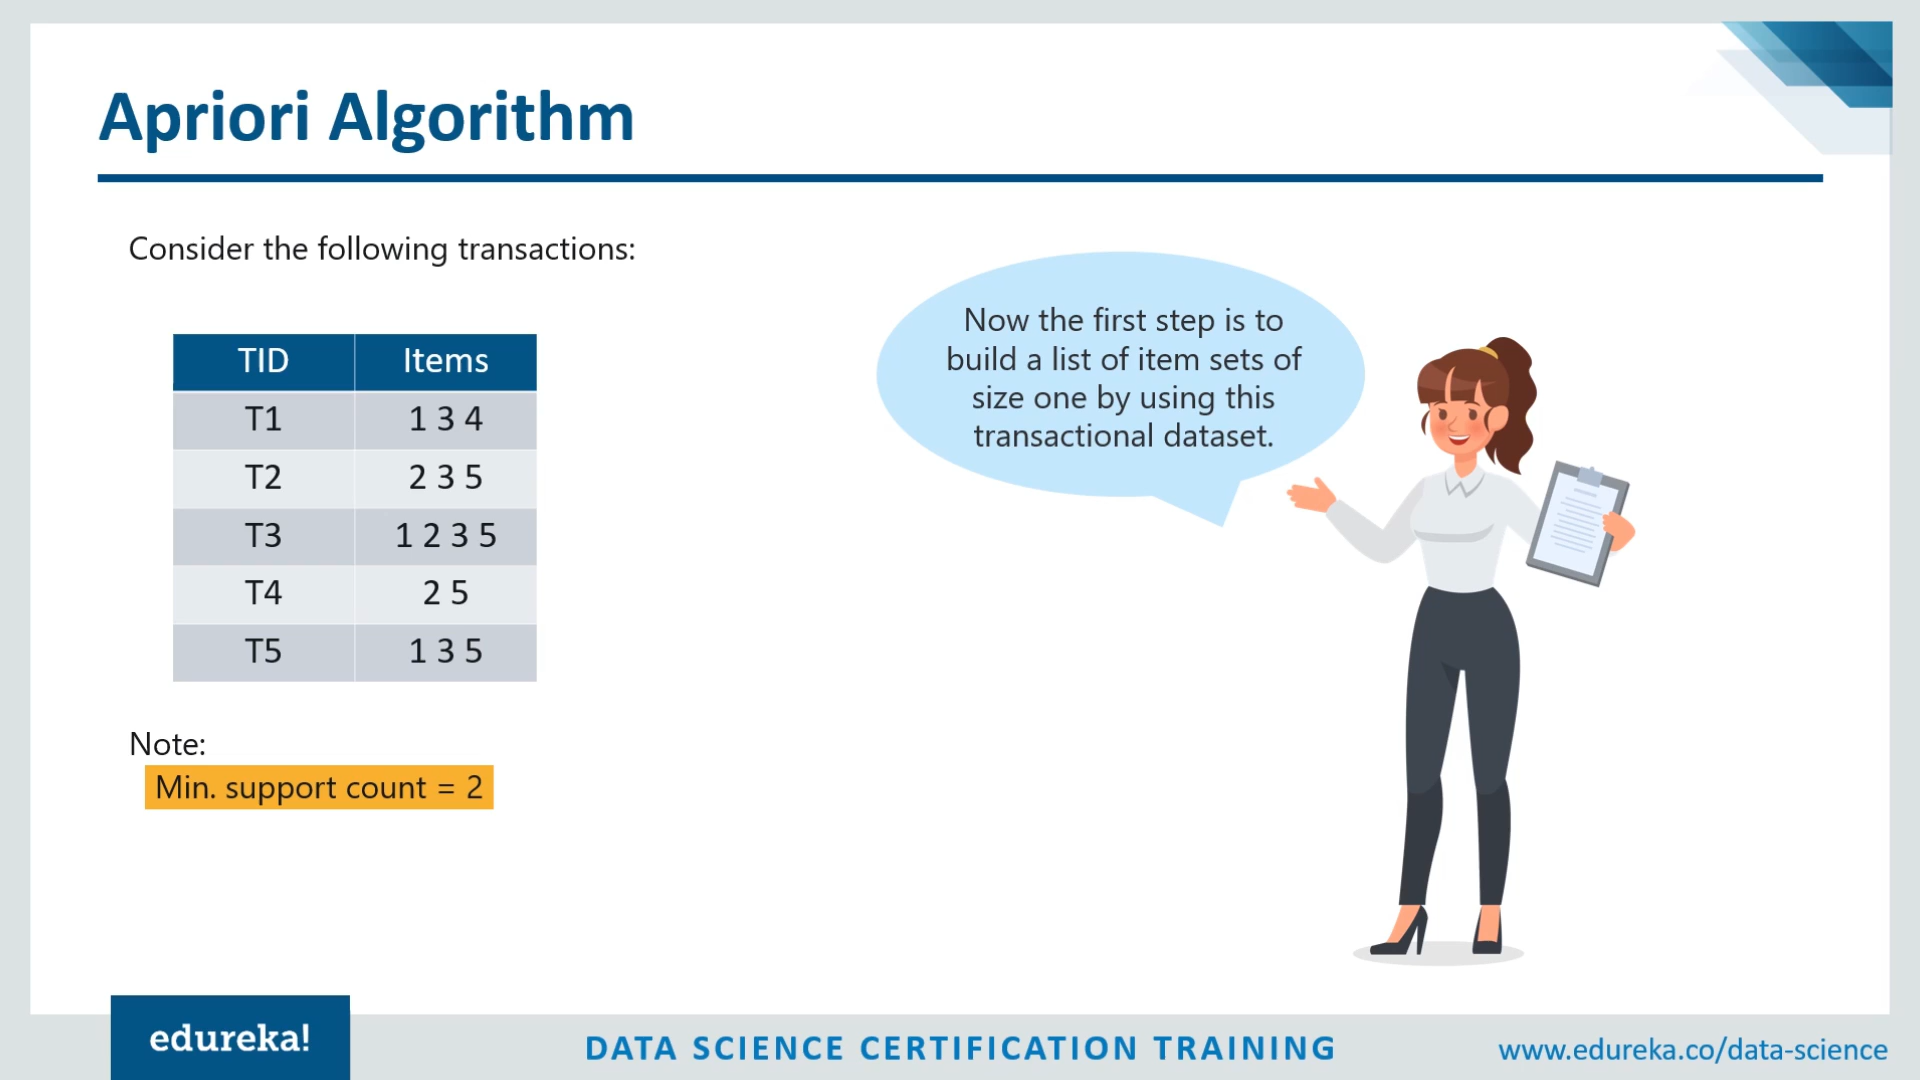 Apriori Algorithm
Consider the following transactions:
TID Items
T1 1 3 4
T2 2 3 5
T3 1 2 3 5
T4 2 5
T5 1 3 5
Note:
Min. support count = 2
Now the first step is to
build a list of item sets of
size one by using this
transactional dataset.
edureka!
DATA SCIENCE CERTIFICATION TRAINING
www.edureka.co/data-science